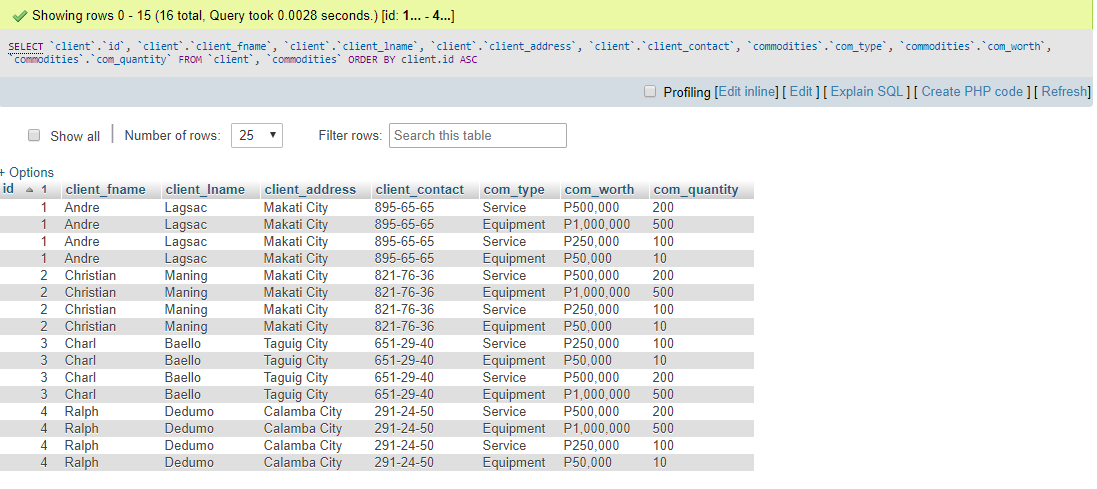 Showing rows 0 - 15 (16 total, Query took 0.0028 seconds.) [id: 1... - 4...]
SELECT `client`.`id`, `client`.`client_fname`, `client`.`client_lname`, `client`.`client_address`, `client`.`client_contact`, `commodities`.`com_type`, `commodities`.`com_worth`,
`commodities`.`com_quantity` FROM `client`, `commodities` ORDER BY client.id ASC
Profiling [Edit inline] [ Edit ] [ Explain SQL ] [ Create PHP code ] [ Refresh]
Show all Number of rows: 25 Filter rows: Search this table
+ Options
id 1 client_fname client_lname client_address client_contact com_type com_worth com_quantity
1 Andre Lagsac Makati City 895-65-65 Service P500,000 200
1 Andre Lagsac Makati City 895-65-65 Equipment P1,000,000 500
1 Andre Lagsac Makati City 895-65-65 Service P250,000 100
1 Andre Lagsac Makati City 895-65-65 Equipment P50,000 10
2 Christian Maning Makati City 821-76-36 Service P500,000 200
2 Christian Maning Makati City 821-76-36 Equipment P1,000,000 500
2 Christian Maning Makati City 821-76-36 Service P250,000 100
2 Christian Maning Makati City 821-76-36 Equipment P50,000 10
3 Charl Baello Taguig City 651-29-40 Service P250,000 100
3 Charl Baello Taguig City 651-29-40 Equipment P50,000 10
3 Charl Baello Taguig City 651-29-40 Service P500,000 200
3 Charl Baello Taguig City 651-29-40 Equipment P1,000,000 500
4 Ralph Dedumo Calamba City 291-24-50 Service P500,000 200
4 Ralph Dedumo Calamba City 291-24-50 Equipment P1,000,000 500
4 Ralph Dedumo Calamba City 291-24-50 Service P250,000 100
4 Ralph Dedumo Calamba City 291-24-50 Equipment P50,000 10